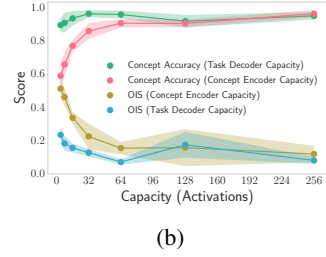 1.0
0.8
0.6
0.4
0.2
0.0
Score
Concept Accuracy (Task Decoder Capacity)
Concept Accuracy (Concept Encoder Capacity)
OIS (Concept Encoder Capacity)
OIS (Task Decoder Capacity)
0 32 64 96 128 160 192 224 256
Capacity (Activations)
(b)